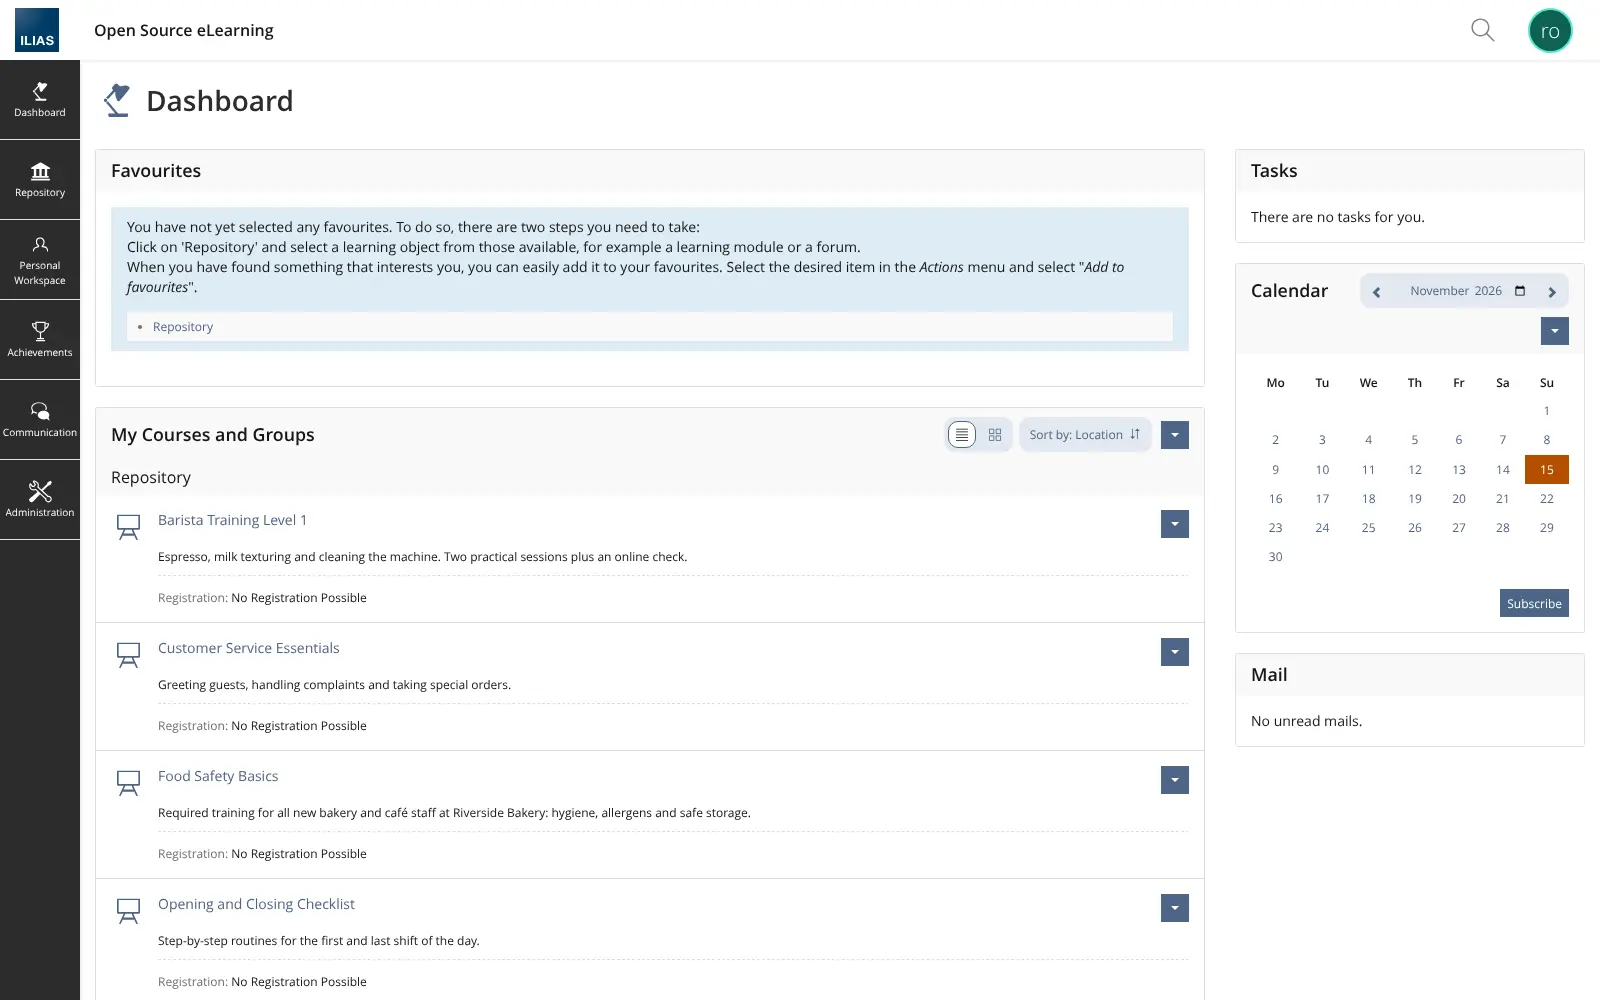 ILIAS
Open Source eLearning
ro
Dashboard
Repository
Personal
Workspace
Achievements
Communication
Administration
Dashboard
Favourites
You have not yet selected any favourites. To do so, there are two steps you need to take:
Click on 'Repository' and select a learning object from those available, for example a learning module or a forum.
When you have found something that interests you, you can easily add it to your favourites. Select the desired item in the Actions menu and select "Add to
favourites".
Repository
My Courses and Groups
Sort by: Location
Repository
Barista Training Level 1
Espresso, milk texturing and cleaning the machine. Two practical sessions plus an online check.
Registration: No Registration Possible
Customer Service Essentials
Greeting guests, handling complaints and taking special orders.
Registration: No Registration Possible
Food Safety Basics
Required training for all new bakery and café staff at Riverside Bakery: hygiene, allergens and safe storage.
Registration: No Registration Possible
Opening and Closing Checklist
Step-by-step routines for the first and last shift of the day.
Registration: No Registration Possible
Tasks
There are no tasks for you.
Calendar
November 2026
Mo Tu We Th Fr Sa Su
1
2 3 4 5 6 7 8
9 10 11 12 13 14 15
16 17 18 19 20 21 22
23 24 25 26 27 28 29
30
Subscribe
Mail
No unread mails.